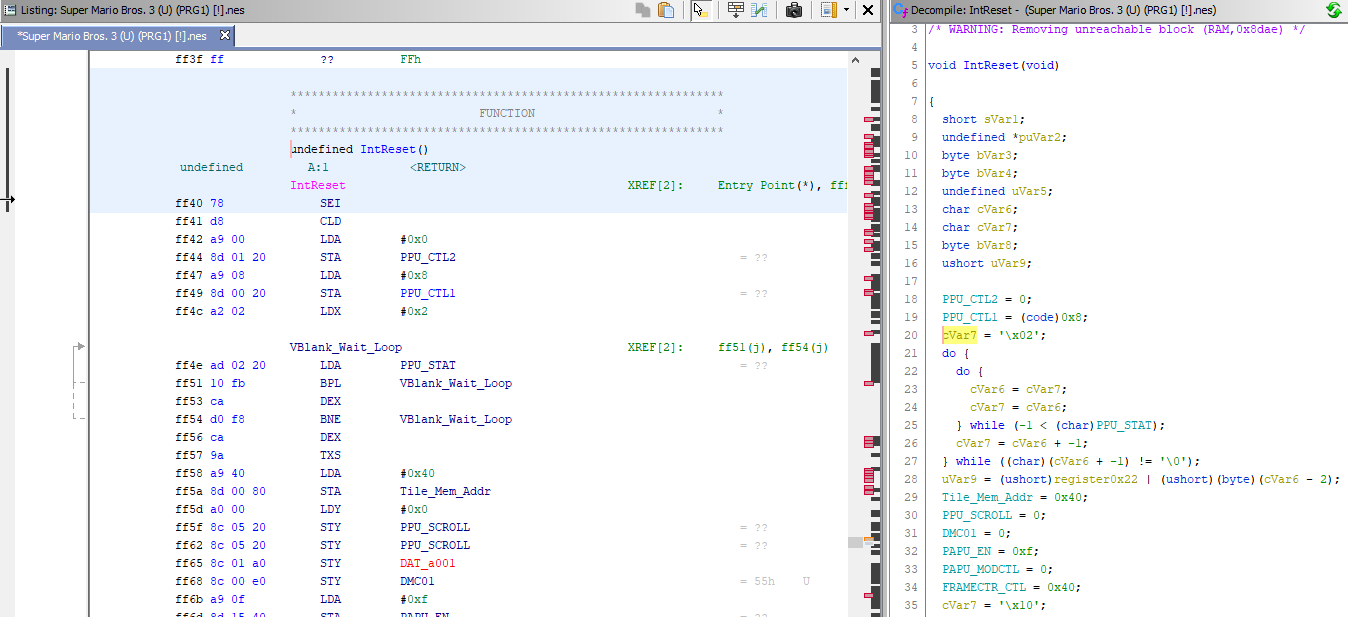 Listing: Super Mario Bros. 3 (U) (PRG1) [!].nes
*Super Mario Bros. 3 (U) (PRG1) [!].nes
ff3f ff ?? FFh
**************************************************************
* FUNCTION *
**************************************************************
undefined IntReset()
undefined A:1 <RETURN>
IntReset XREF[2]: Entry Point(*), ff
ff40 78 SEI
ff41 d8 CLD
ff42 a9 00 LDA #0x0
ff44 8d 01 20 STA PPU_CTL2 = ??
ff47 a9 08 LDA #0x8
ff49 8d 00 20 STA PPU_CTL1 = ??
ff4c a2 02 LDX #0x2
VBlank_Wait_Loop XREF[2]: ff51(j), ff54(j)
ff4e ad 02 20 LDA PPU_STAT = ??
ff51 10 fb BPL VBlank_Wait_Loop
ff53 ca DEX
ff54 d0 f8 BNE VBlank_Wait_Loop
ff56 ca DEX
ff57 9a TXS
ff58 a9 40 LDA #0x40
ff5a 8d 00 80 STA Tile_Mem_Addr
ff5d a0 00 LDY #0x0
ff5f 8c 05 20 STY PPU_SCROLL = ??
ff62 8c 05 20 STY PPU_SCROLL = ??
ff65 8c 01 a0 STY DAT_a001
ff68 8c 00 e0 STY DMC01 = 55h U
ff6b a9 0f LDA #0xf
ff6d 8d 15 40 STA PAPU_EN = ??
Decompile: IntReset - (Super Mario Bros. 3 (U) (PRG1) [!].nes)
3 /* WARNING: Removing unreachable block (RAM,0x8dae) */
4
5 void IntReset(void)
6
7 {
8 short sVar1;
9 undefined *puVar2;
10 byte bVar3;
11 byte bVar4;
12 undefined uVar5;
13 char cVar6;
14 char cVar7;
15 byte bVar8;
16 ushort uVar9;
17
18 PPU_CTL2 = 0;
19 PPU_CTL1 = (code)0x8;
20 cVar7 = '\x02';
21 do {
22 do {
23 cVar6 = cVar7;
24 cVar7 = cVar6;
25 } while (-1 < (char)PPU_STAT);
26 cVar7 = cVar6 + -1;
27 } while ((char)(cVar6 + -1) != '\0');
28 uVar9 = (ushort)register0x22 | (ushort)(byte)(cVar6 - 2);
29 Tile_Mem_Addr = 0x40;
30 PPU_SCROLL = 0;
31 DMC01 = 0;
32 PAPU_EN = 0xf;
33 PAPU_MODCTL = 0;
34 FRAMECTR_CTL = 0x40;
35 cVar7 = '\x10';